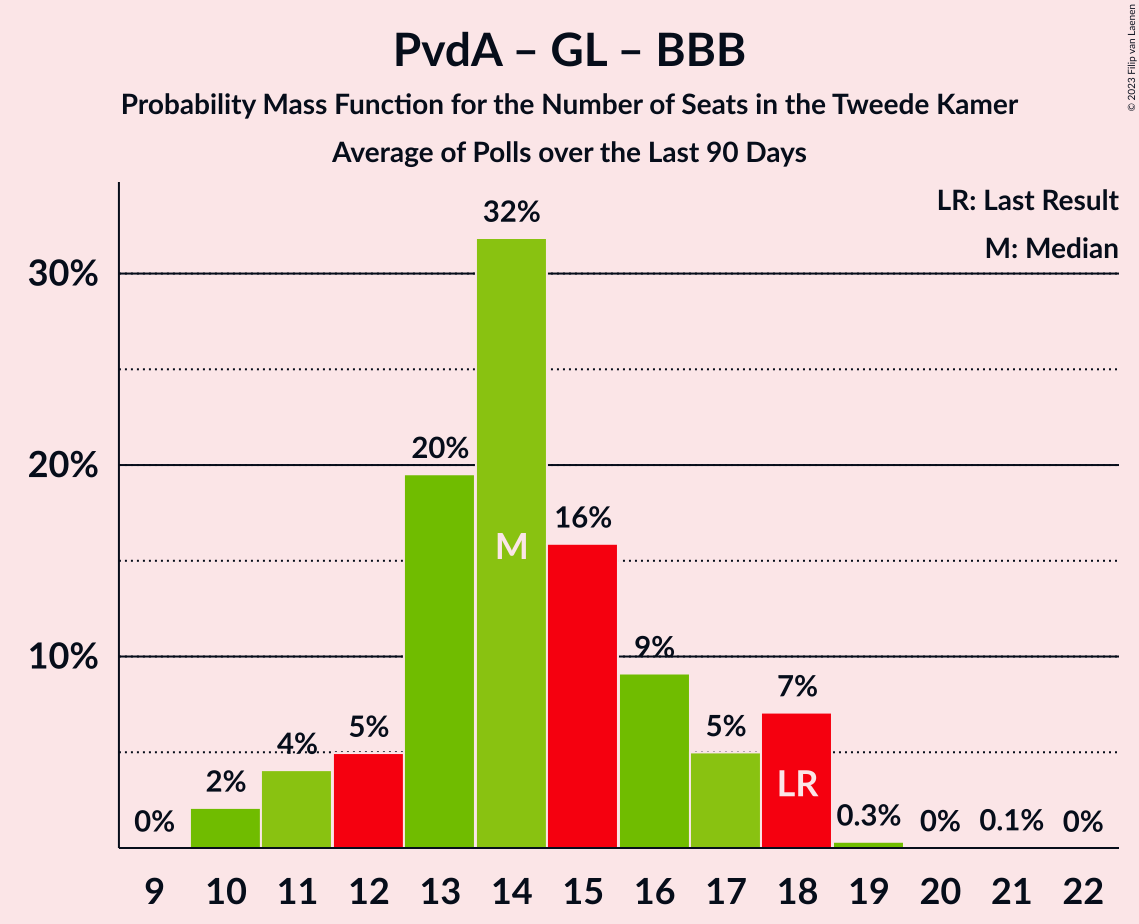 PvdA – GL – BBB
Probability Mass Function for the Number of Seats in the Tweede Kamer
Average of Polls over the Last 90 Days
© 2023 Filip van Laenen
LR: Last Result
M: Median
30%
20%
10%
0%
2%
4%
5%
20%
32%
16%
9%
5%
7%
0.3%
0%
0.1%
0%
M
LR
9 10 11 12 13 14 15 16 17 18 19 20 21 22